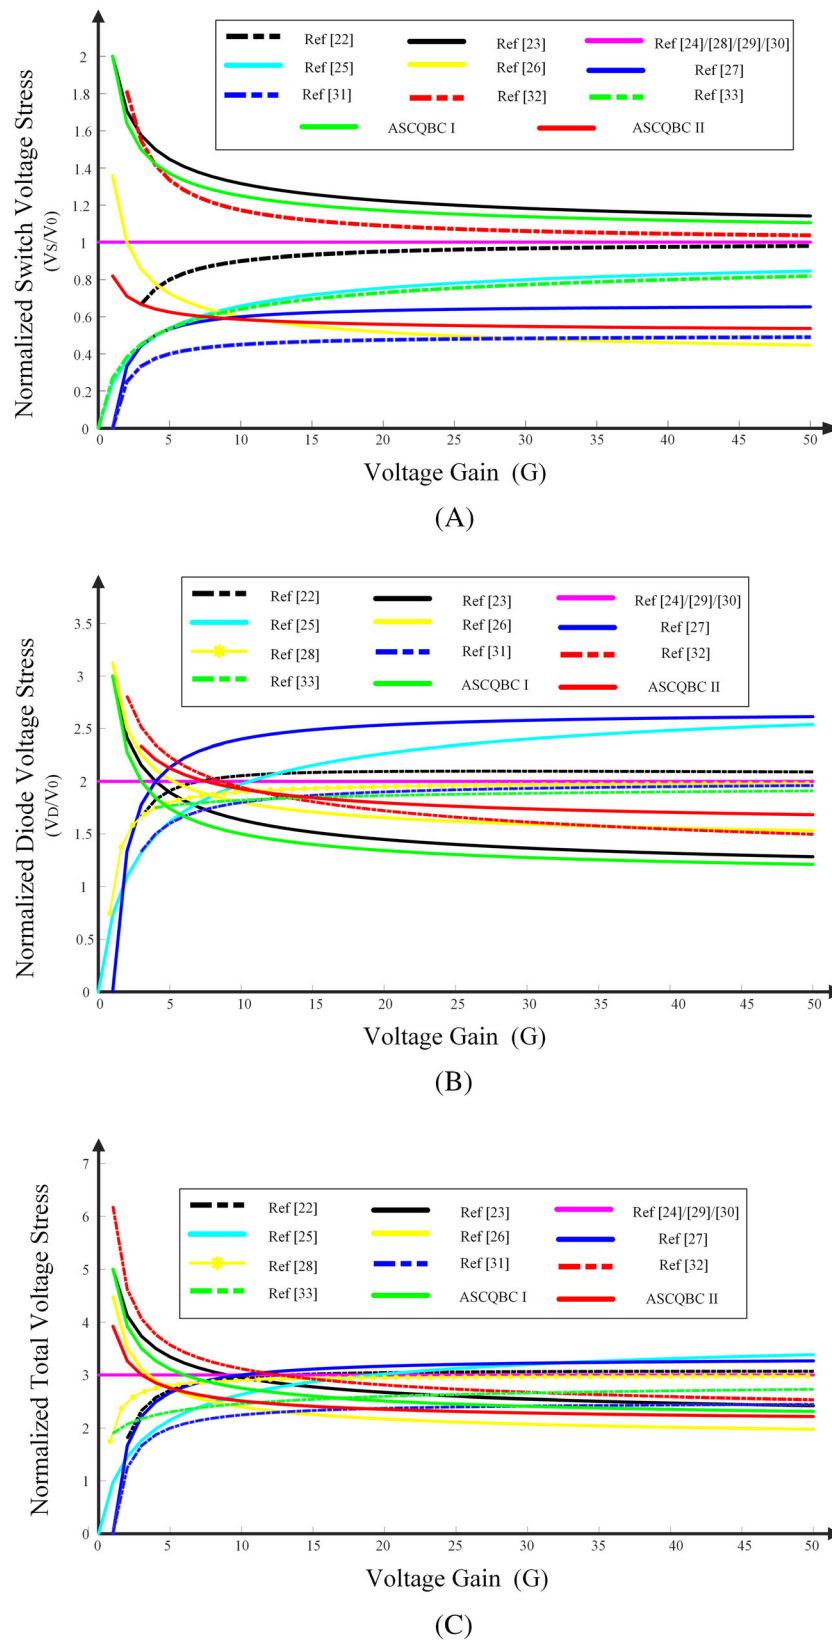 Normalized Switch Voltage Stress
(VS/V0)
Ref [22] Ref [23] Ref [24]/[28]/[29]/[30]
Ref [25] Ref [26] Ref [27]
Ref [31] Ref [32] Ref [33]
ASCQBC I ASCQBC II
2
1.8
1.6
1.4
1.2
1
0.8
0.6
0.4
0.2
0
0 5 10 15 20 25 30 35 40 45 50
Voltage Gain (G)
(A)
Normalized Diode Voltage Stress
(VD/V0)
Ref [22] Ref [23] Ref [24]/[29]/[30]
Ref [25] Ref [26] Ref [27]
Ref [28] Ref [31] Ref [32]
Ref [33] ASCQBC I ASCQBC II
3.5
3
2.5
2
1.5
1
0.5
0
0 5 10 15 20 25 30 35 40 45 50
Voltage Gain (G)
(B)
Normalized Total Voltage Stress
Ref [22] Ref [23] Ref [24]/[29]/[30]
Ref [25] Ref [26] Ref [27]
Ref [28] Ref [31] Ref [32]
Ref [33] ASCQBC I ASCQBC II
7
6
5
4
3
2
1
0
0 5 10 15 20 25 30 35 40 45 50
Voltage Gain (G)
(C)